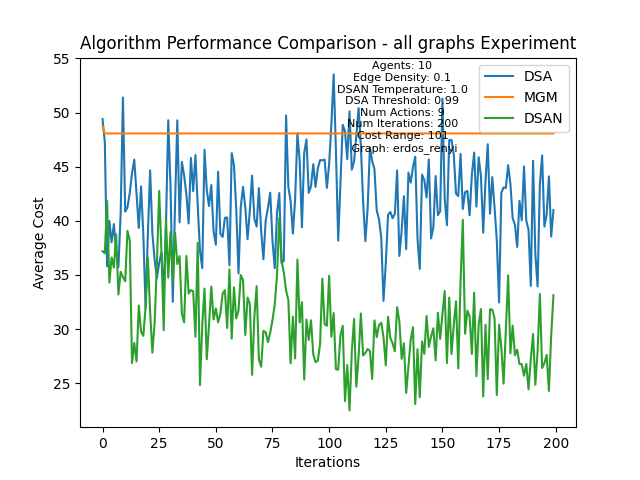 Algorithm Performance Comparison - all graphs Experiment
Average Cost
55
50
45
40
35
30
25
Agents: 10
Edge Density: 0.1
DSAN Temperature: 1.0
DSA Threshold: 0.99
Num Actions: 9
Num Iterations: 200
Cost Range: 101
Graph: erdos_renyi
DSA
MGM
DSAN
0 25 50 75 100 125 150 175 200
Iterations